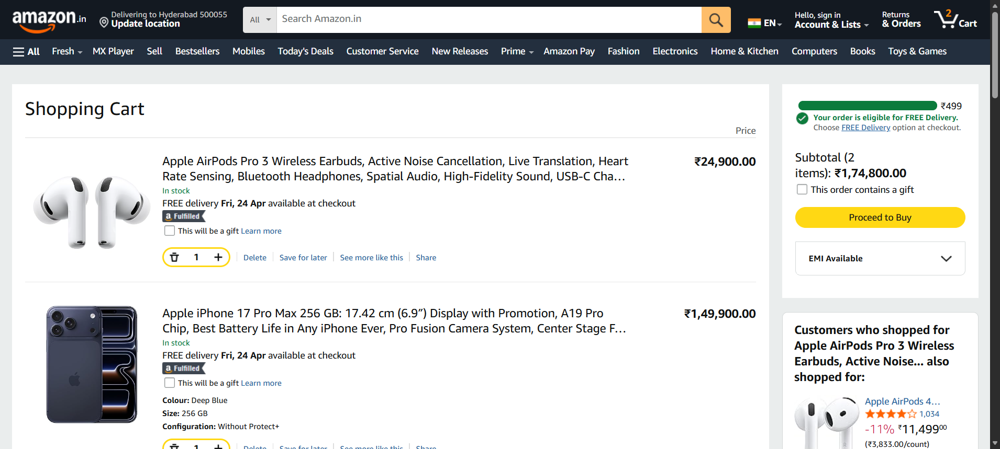 amazon.in
Delivering to Hyderabad 500055
Update location
All
Search Amazon.in
EN
Hello, sign in
Account & Lists
Returns
& Orders
2
Cart
All
Fresh
MX Player
Sell
Bestsellers
Mobiles
Today's Deals
Customer Service
New Releases
Prime
Amazon Pay
Fashion
Electronics
Home & Kitchen
Computers
Books
Toys & Games
Shopping Cart
Price
Apple AirPods Pro 3 Wireless Earbuds, Active Noise Cancellation, Live Translation, Heart
Rate Sensing, Bluetooth Headphones, Spatial Audio, High-Fidelity Sound, USB-C Cha…
₹24,900.00
In stock
FREE delivery Fri, 24 Apr available at checkout
a Fulfilled
This will be a gift Learn more
1
Delete
Save for later
See more like this
Share
Apple iPhone 17 Pro Max 256 GB: 17.42 cm (6.9″) Display with Promotion, A19 Pro
Chip, Best Battery Life in Any iPhone Ever, Pro Fusion Camera System, Center Stage F…
₹1,49,900.00
In stock
FREE delivery Fri, 24 Apr available at checkout
a Fulfilled
This will be a gift Learn more
Colour: Deep Blue
Size: 256 GB
Configuration: Without Protect+
1
Delete
Save for later
See more like this
Share
₹499
Your order is eligible for FREE Delivery.
Choose FREE Delivery option at checkout.
Subtotal (2
items): ₹1,74,800.00
This order contains a gift
Proceed to Buy
EMI Available
Customers who shopped for
Apple AirPods Pro 3 Wireless
Earbuds, Active Noise... also
shopped for:
Apple AirPods 4…
1,034
-11% ₹11,49900
(₹3,833.00/count)